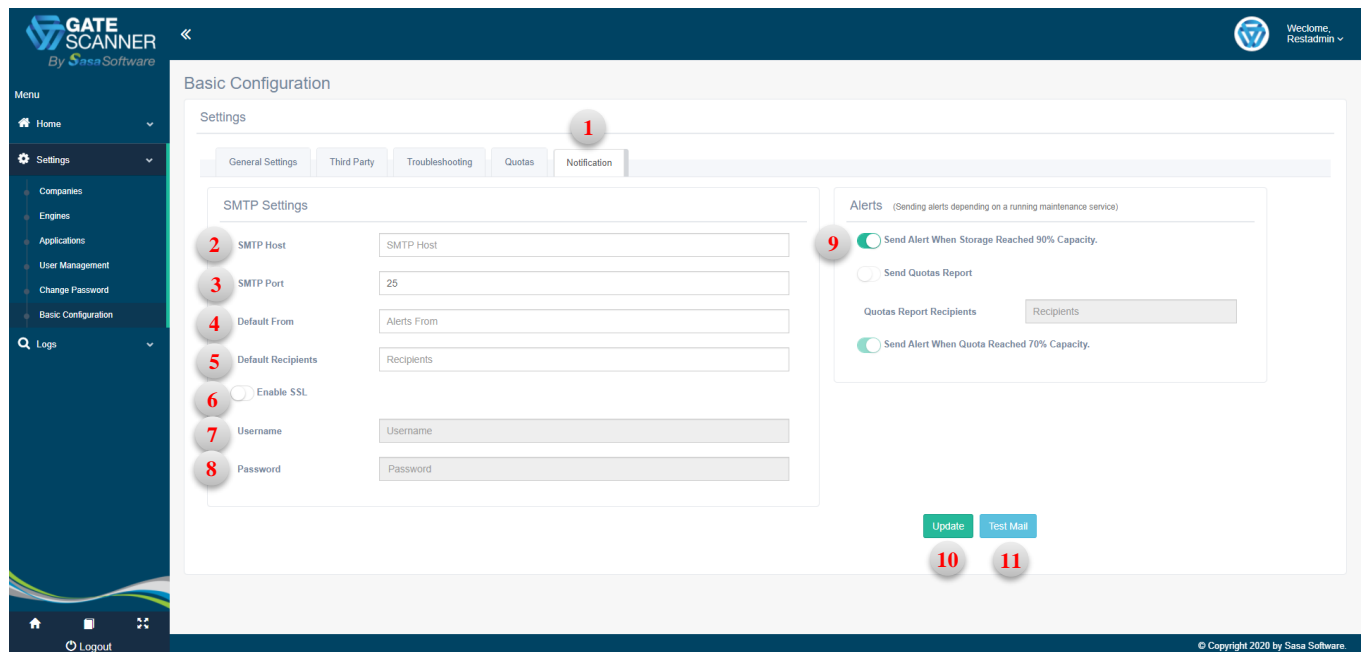 GATE
SCANNER
By Sasa Software
Weclome,
Restadmin
Menu
Home
Settings
Companies
Engines
Applications
User Management
Change Password
Basic Configuration
Logs
Logout
Basic Configuration
Settings
1
General Settings Third Party Troubleshooting Quotas Notification
SMTP Settings
2 SMTP Host SMTP Host
3 SMTP Port 25
4 Default From Alerts From
5 Default Recipients Recipients
6 Enable SSL
7 Username Username
8 Password Password
Alerts (Sending alerts depending on a running maintenance service)
9 Send Alert When Storage Reached 90% Capacity.
Send Quotas Report
Quotas Report Recipients Recipients
Send Alert When Quota Reached 70% Capacity.
Update Test Mail
10 11
© Copyright 2020 by Sasa Software.